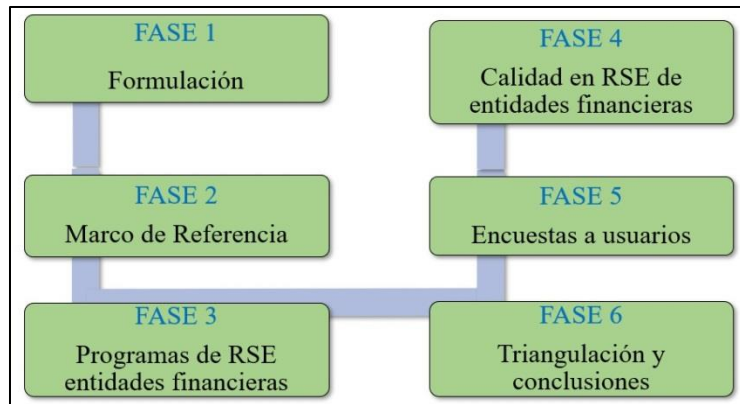 FASE 1
Formulación
FASE 2
Marco de Referencia
FASE 3
Programas de RSE
entidades financieras
FASE 4
Calidad en RSE de
entidades financieras
FASE 5
Encuestas a usuarios
FASE 6
Triangulación y
conclusiones